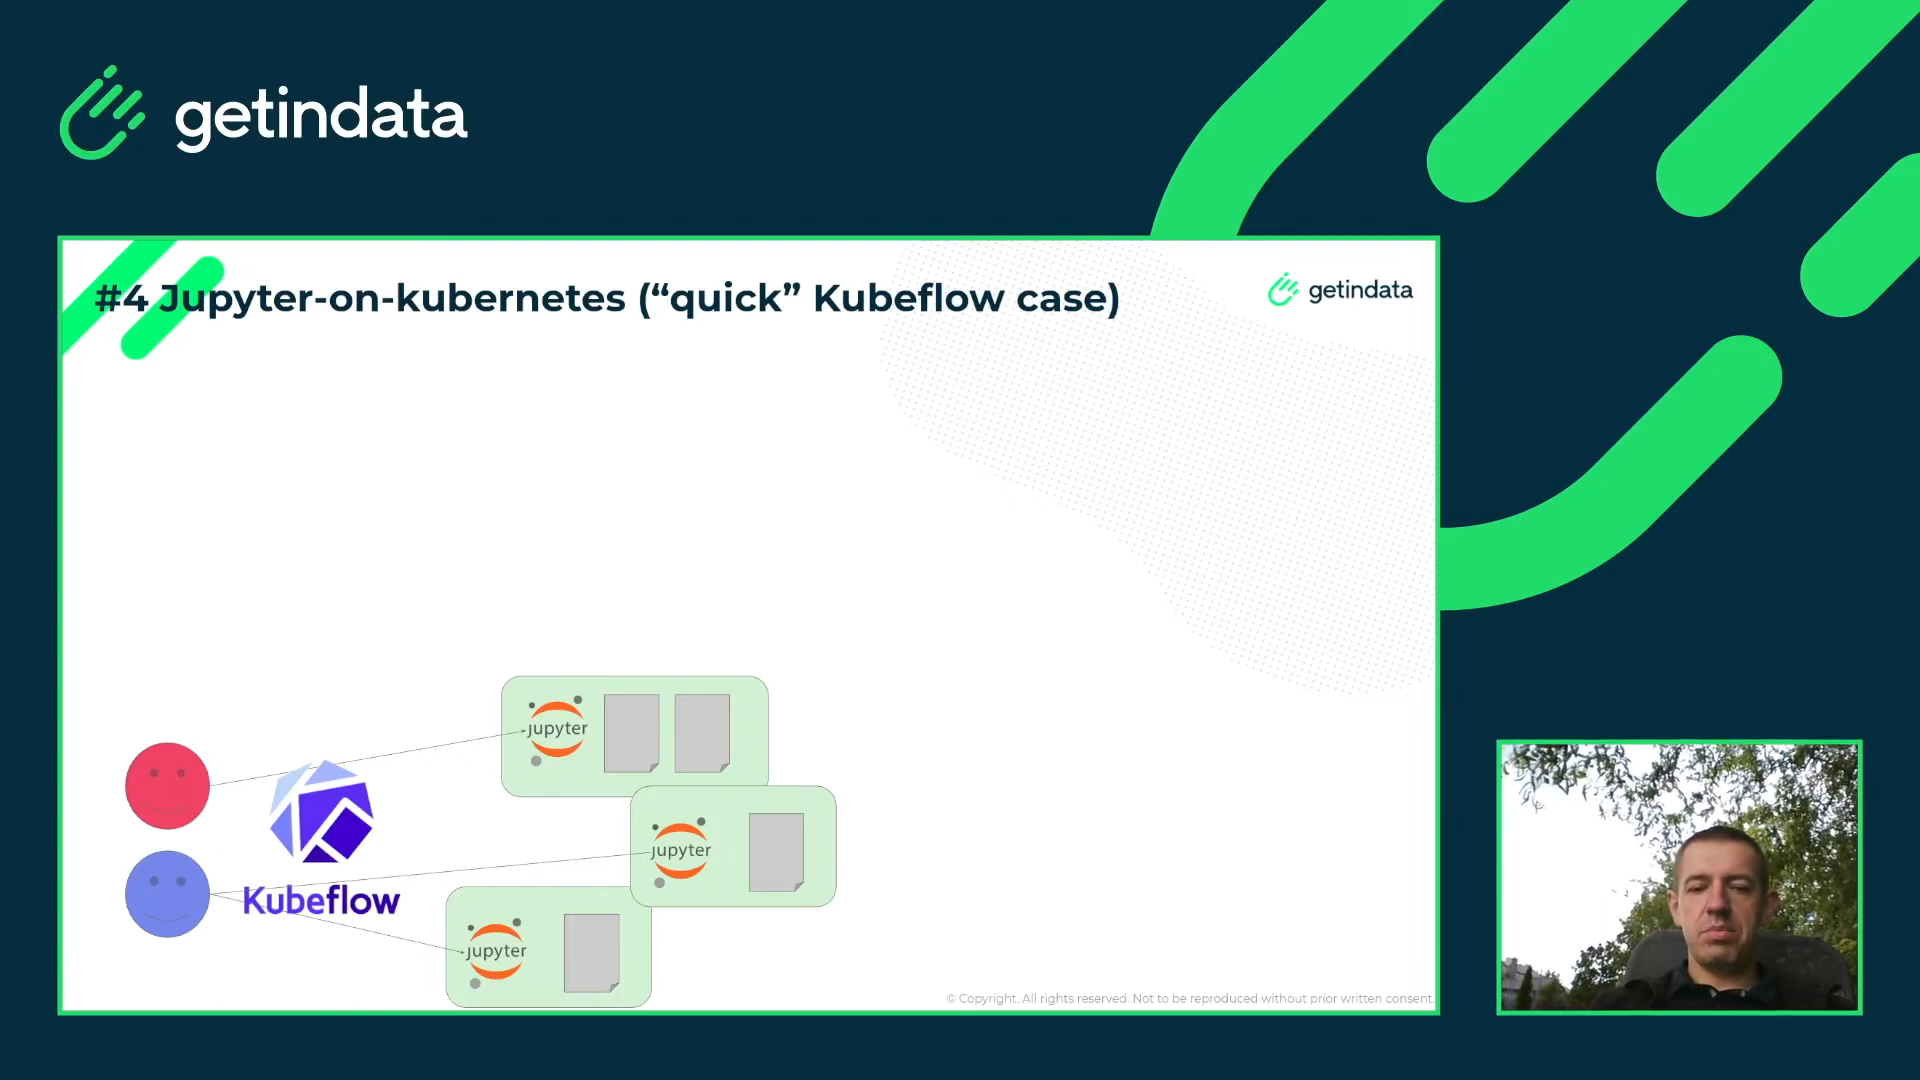 getindata
#4 Jupyter-on-kubernetes (“quick” Kubeflow case)
getindata
jupyter
jupyter
Kubeflow
jupyter
© Copyright. All rights reserved. Not to be reproduced without prior written consent.